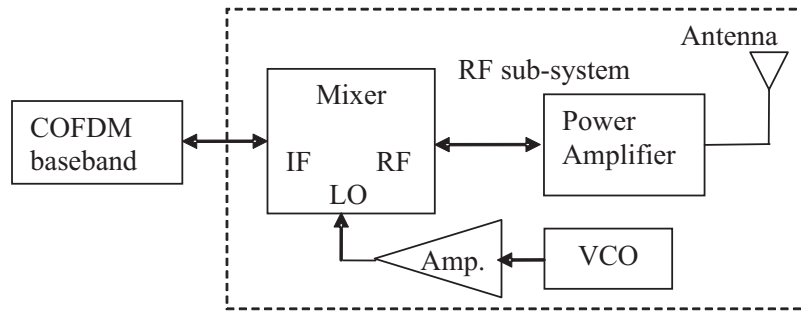 Antenna
RF sub-system
Mixer
COFDM
baseband
IF RF
LO
Power
Amplifier
Amp.
VCO